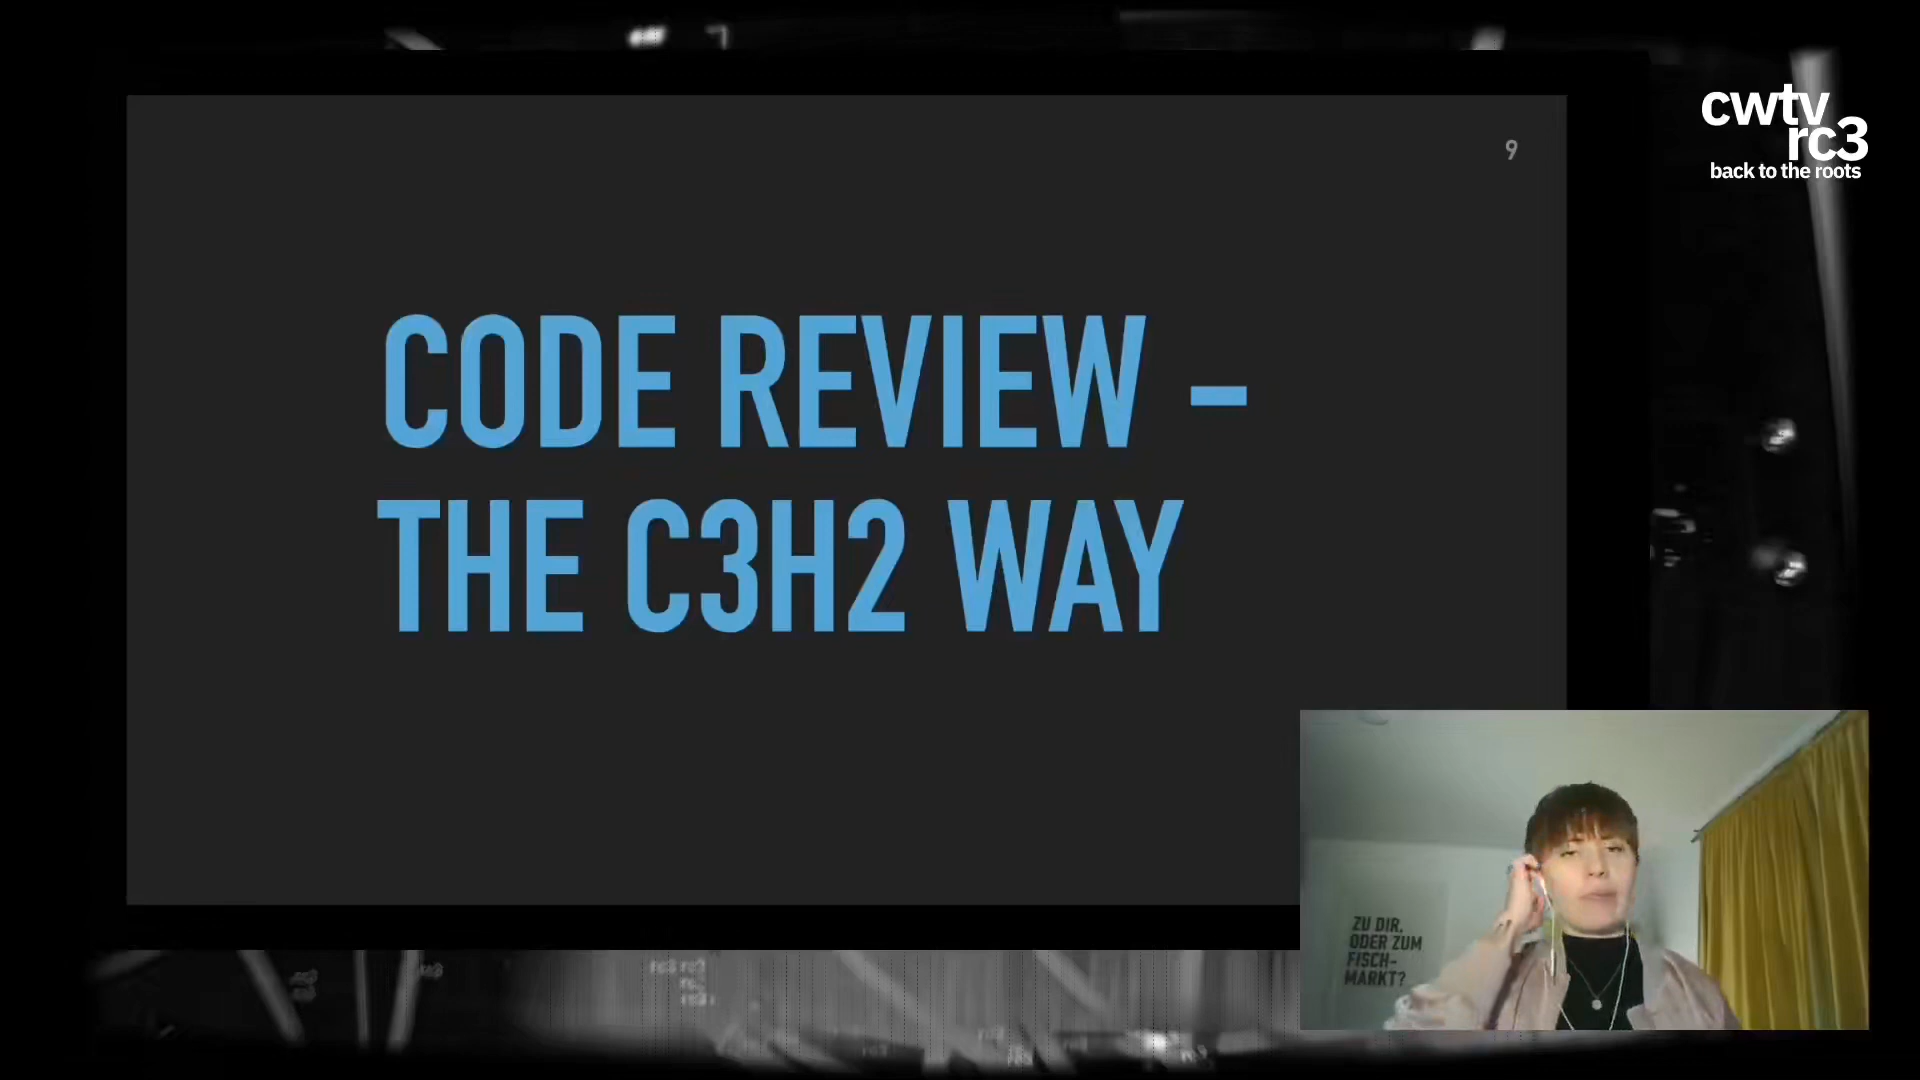 cwtv
rc3
back to the roots
9
CODE REVIEW –
THE C3H2 WAY
ZU DIR,
ODER ZUM
FISCH-
MARKT?